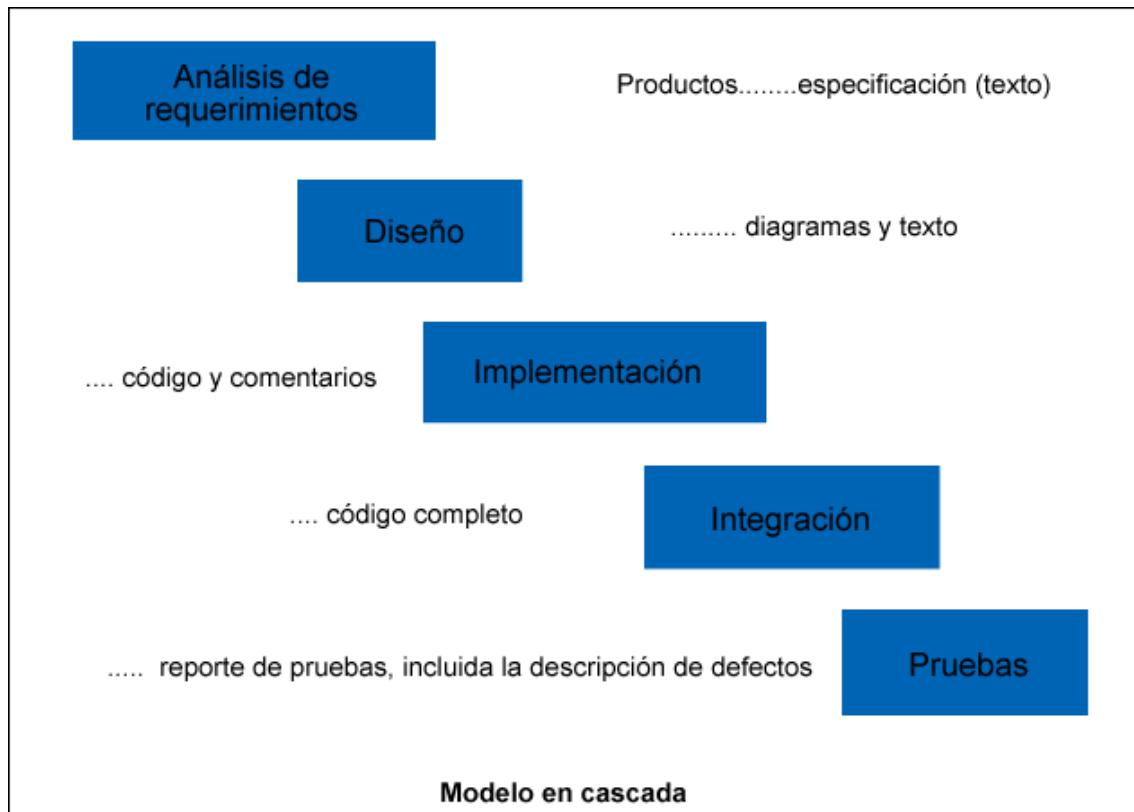 Análisis de
requerimientos
Productos........especificación (texto)
Diseño
......... diagramas y texto
Implementación
.... código y comentarios
Integración
.... código completo
..... reporte de pruebas, incluida la descripción de defectos
Pruebas
Modelo en cascada